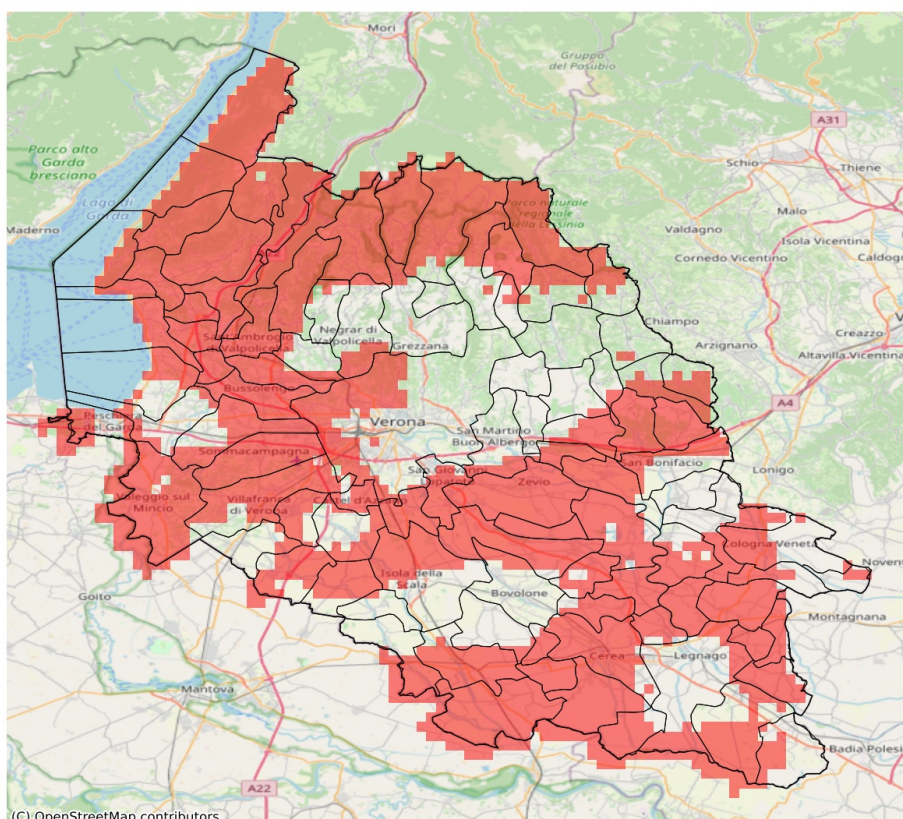 Mori
Gruppo
del Pasubio
A31
Parco alto
Garda
bresciano
Schio
Thiene
Lago di
Garda
Parco naturale
regionale
della Lessinia
Malo
Maderno
Valdagno
Isola Vicentina
Cornedo Vicentino
Caldogn
Chiampo
Sant'Ambrogio
di Valpolicella
Negrar di
Valpolicella
Grezzana
Arzignano
Creazzo
Altavilla Vicentina
Bussolengo
A4
Peschiera
del Garda
Verona
San Martino
Buon Albergo
Sommacampagna
San Giovanni
Lupatoto
Zevio
San Bonifacio
Lonigo
Valeggio sul
Mincio
Villafranca
di Verona
Castel d'Azzano
Cologna Veneta
Isola della
Scala
Bovolone
Noven
Goito
Montagnana
Cerea
Legnago
Mantova
Badia Polesi
A22
(C) OpenStreetMap contributors